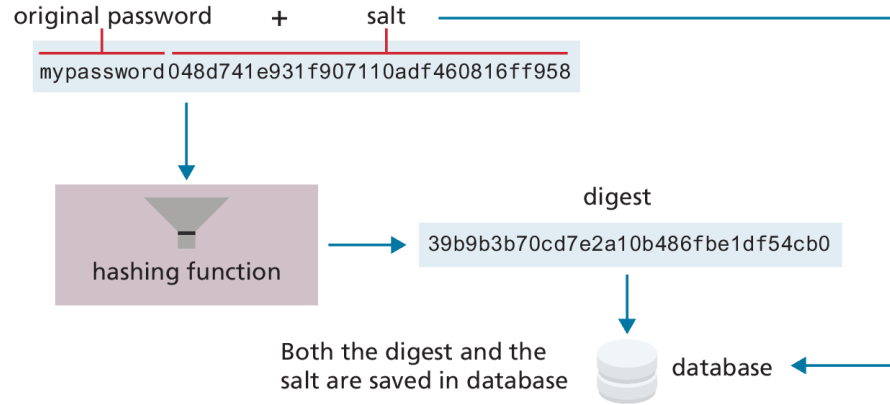 original password + salt
mypassword048d741e931f907110adf460816ff958
hashing function
digest
39b9b3b70cd7e2a10b486fbe1df54cb0
Both the digest and the
salt are saved in database
database